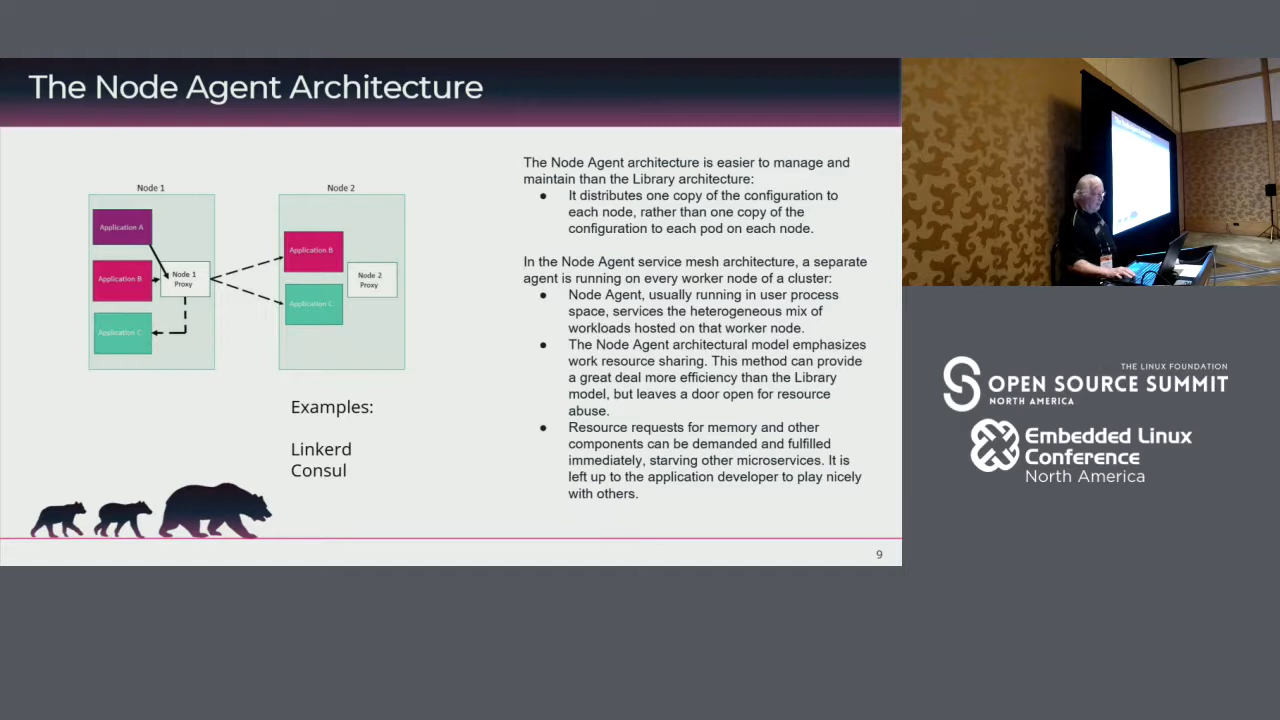 The Node Agent Architecture
Node 1
Node 2
Application A
Application B
Application C
Node 1
Proxy
Application B
Application C
Node 2
Proxy
Examples:
Linkerd
Consul
The Node Agent architecture is easier to manage and
maintain than the Library architecture:
● It distributes one copy of the configuration to
each node, rather than one copy of the
configuration to each pod on each node.
In the Node Agent service mesh architecture, a separate
agent is running on every worker node of a cluster:
● Node Agent, usually running in user process
space, services the heterogeneous mix of
workloads hosted on that worker node.
● The Node Agent architectural model emphasizes
work resource sharing. This method can provide
a great deal more efficiency than the Library
model, but leaves a door open for resource
abuse.
● Resource requests for memory and other
components can be demanded and fulfilled
immediately, starving other microservices. It is
left up to the application developer to play nicely
with others.
9
THE LINUX FOUNDATION
OPEN SOURCE SUMMIT
NORTH AMERICA
Embedded Linux
Conference
North America